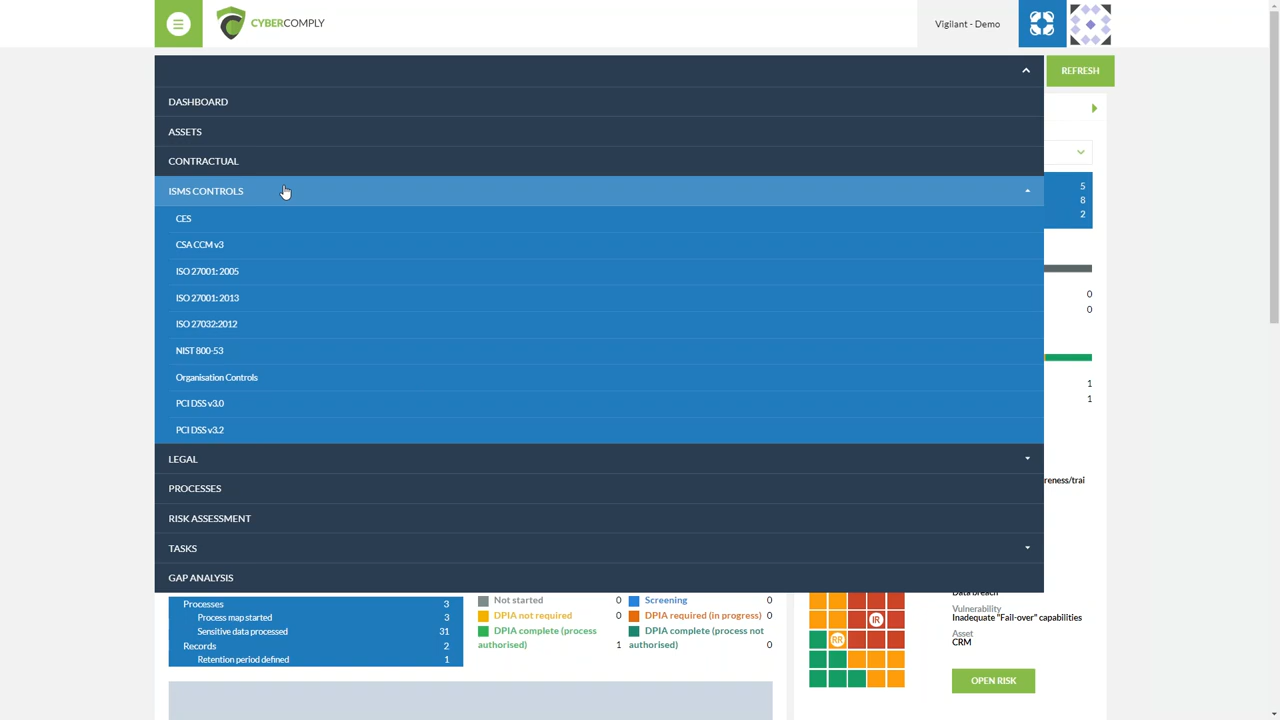 CYBERCOMPLY
Vigilant - Demo
REFRESH
DASHBOARD
ASSETS
CONTRACTUAL
ISMS CONTROLS
CES
CSA CCM v3
ISO 27001: 2005
ISO 27001: 2013
ISO 27032:2012
NIST 800-53
Organisation Controls
PCI DSS v3.0
PCI DSS v3.2
LEGAL
PROCESSES
RISK ASSESSMENT
TASKS
GAP ANALYSIS
5
8
2
0
0
1
1
reness/trai
Processes 3
Process map started 3
Sensitive data processed 31
Records 2
Retention period defined 1
Not started 0
DPIA not required 0
DPIA complete (process
authorised) 1
Screening 0
DPIA required (in progress) 0
DPIA complete (process not
authorised) 0
IR
RR
Data breach
Vulnerability
Inadequate "Fail-over" capabilities
Asset
CRM
OPEN RISK